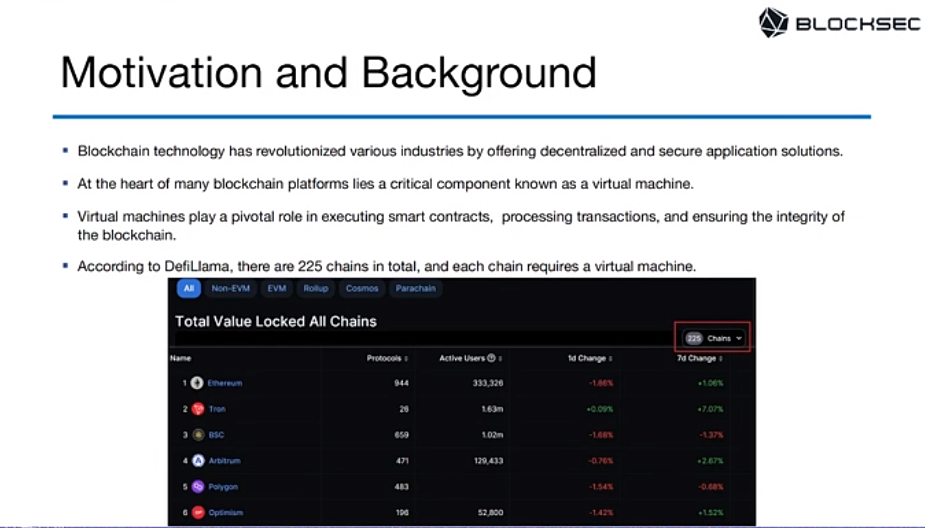 BLOCKSEC
Motivation and Background
▪ Blockchain technology has revolutionized various industries by offering decentralized and secure application solutions.
▪ At the heart of many blockchain platforms lies a critical component known as a virtual machine.
▪ Virtual machines play a pivotal role in executing smart contracts, processing transactions, and ensuring the integrity of
the blockchain.
▪ According to DefiLlama, there are 225 chains in total, and each chain requires a virtual machine.
All Non-EVM EVM Rollup Cosmos Parachain
Total Value Locked All Chains
225 Chains
Name Protocols Active Users 1d Change 7d Change
1 Ethereum 944 333,326 -1.86% +1.06%
2 Tron 26 1.63m +0.09% +7.07%
3 BSC 659 1.02m -1.68% -1.37%
4 Arbitrum 471 129,433 -0.76% +2.67%
5 Polygon 483 -1.54% -0.68%
6 Optimism 196 52,800 -1.42% +1.52%